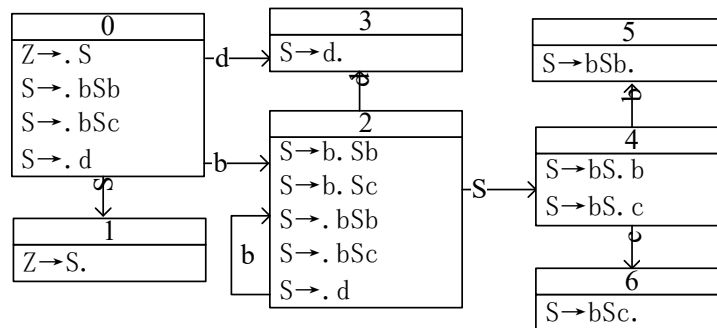 0
Z→.S
S→.bSb
S→.bSc
S→.d
d
3
S→d.
5
S→bSb.
d
b
b
2
S→b.Sb
S→b.Sc
S→.bSb
S→.bSc
S→.d
b
S
4
S→bS.b
S→bS.c
S
1
Z→S.
c
6
S→bSc.